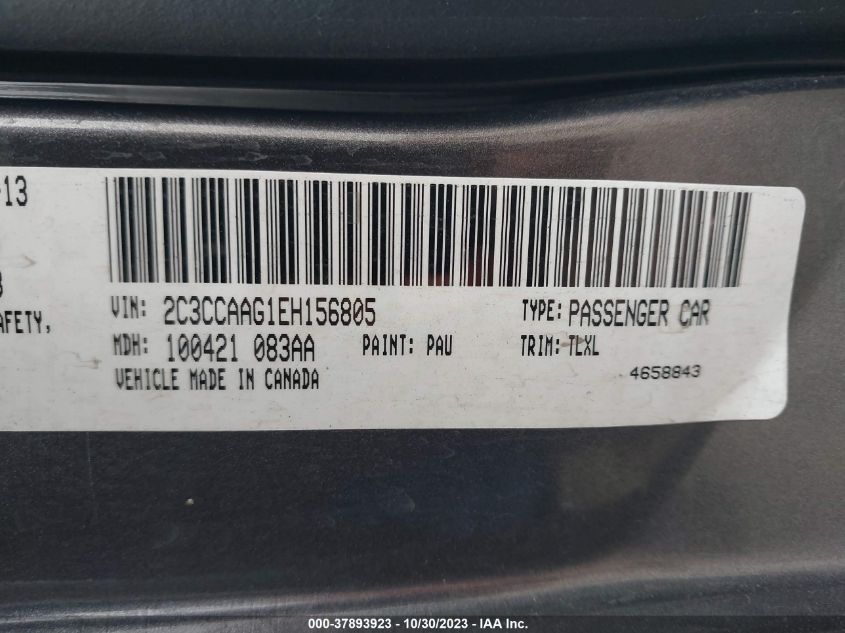 -13
3
AFETY,
VIN: 2C3CCAAG1EH156805 TYPE: PASSENGER CAR
MDH: 100421 083AA PAINT: PAU TRIM: TLXL
VEHICLE MADE IN CANADA 4658843
000-37893923 - 10/30/2023 - IAA Inc.